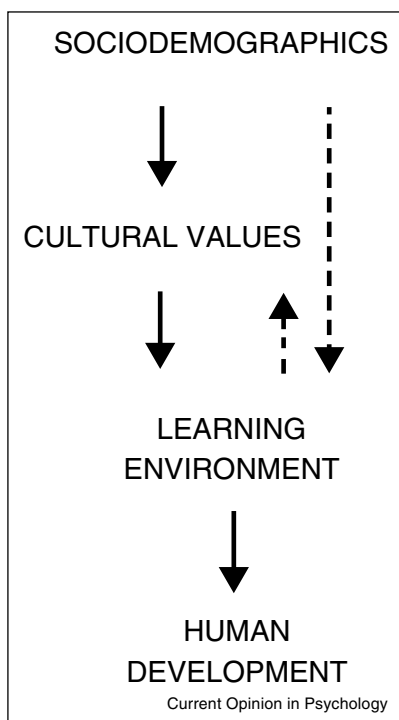 SOCIODEMOGRAPHICS
CULTURAL VALUES
LEARNING
ENVIRONMENT
HUMAN
DEVELOPMENT
Current Opinion in Psychology